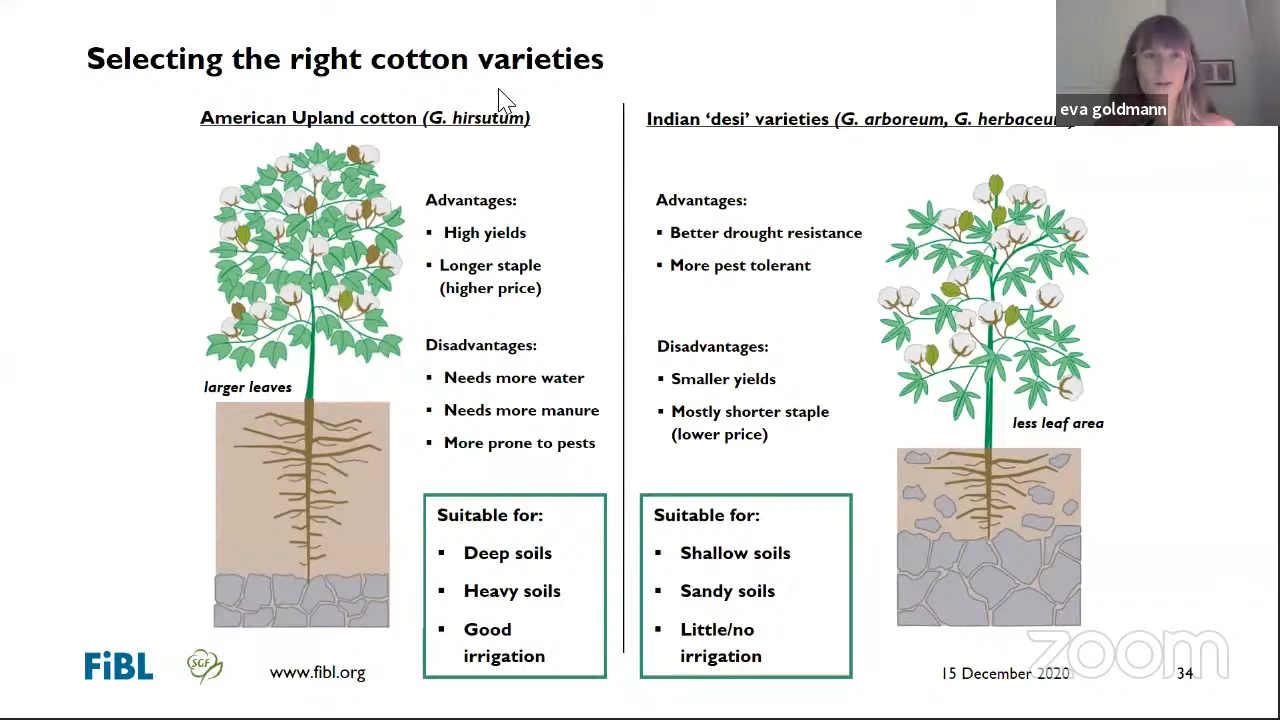 Selecting the right cotton varieties
eva goldmann
American Upland cotton (G. hirsutum)
Advantages:
▪ High yields
▪ Longer staple
(higher price)
Disadvantages:
▪ Needs more water
▪ Needs more manure
▪ More prone to pests
larger leaves
Suitable for:
▪ Deep soils
▪ Heavy soils
▪ Good
irrigation
Indian ‘desi’ varieties (G. arboreum,
G.
Advantages:
▪ Better drought resistance
▪ More pest tolerant
Disadvantages:
▪ Smaller yields
▪ Mostly shorter staple
(lower price)
less leaf area
Suitable for:
▪ Shallow soils
▪ Sandy soils
▪ Little/no
irrigation
FiBL
SGF
www.fibl.org
15 December 2020
34
zoom